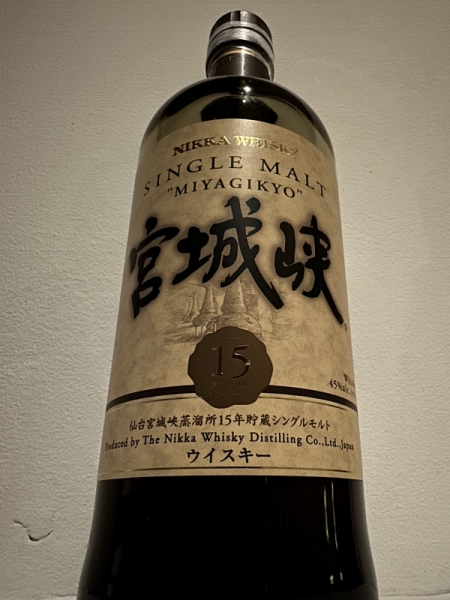 NIKKA WHISKY
SINGLE MALT
"MIYAGIKYO"
宮城峡
15
45%alc.
仙台宮城峡蒸溜所15年貯蔵シングルモルト
Produced by The Nikka Whisky Distilling Co.,Ltd.,Japan
ウイスキー